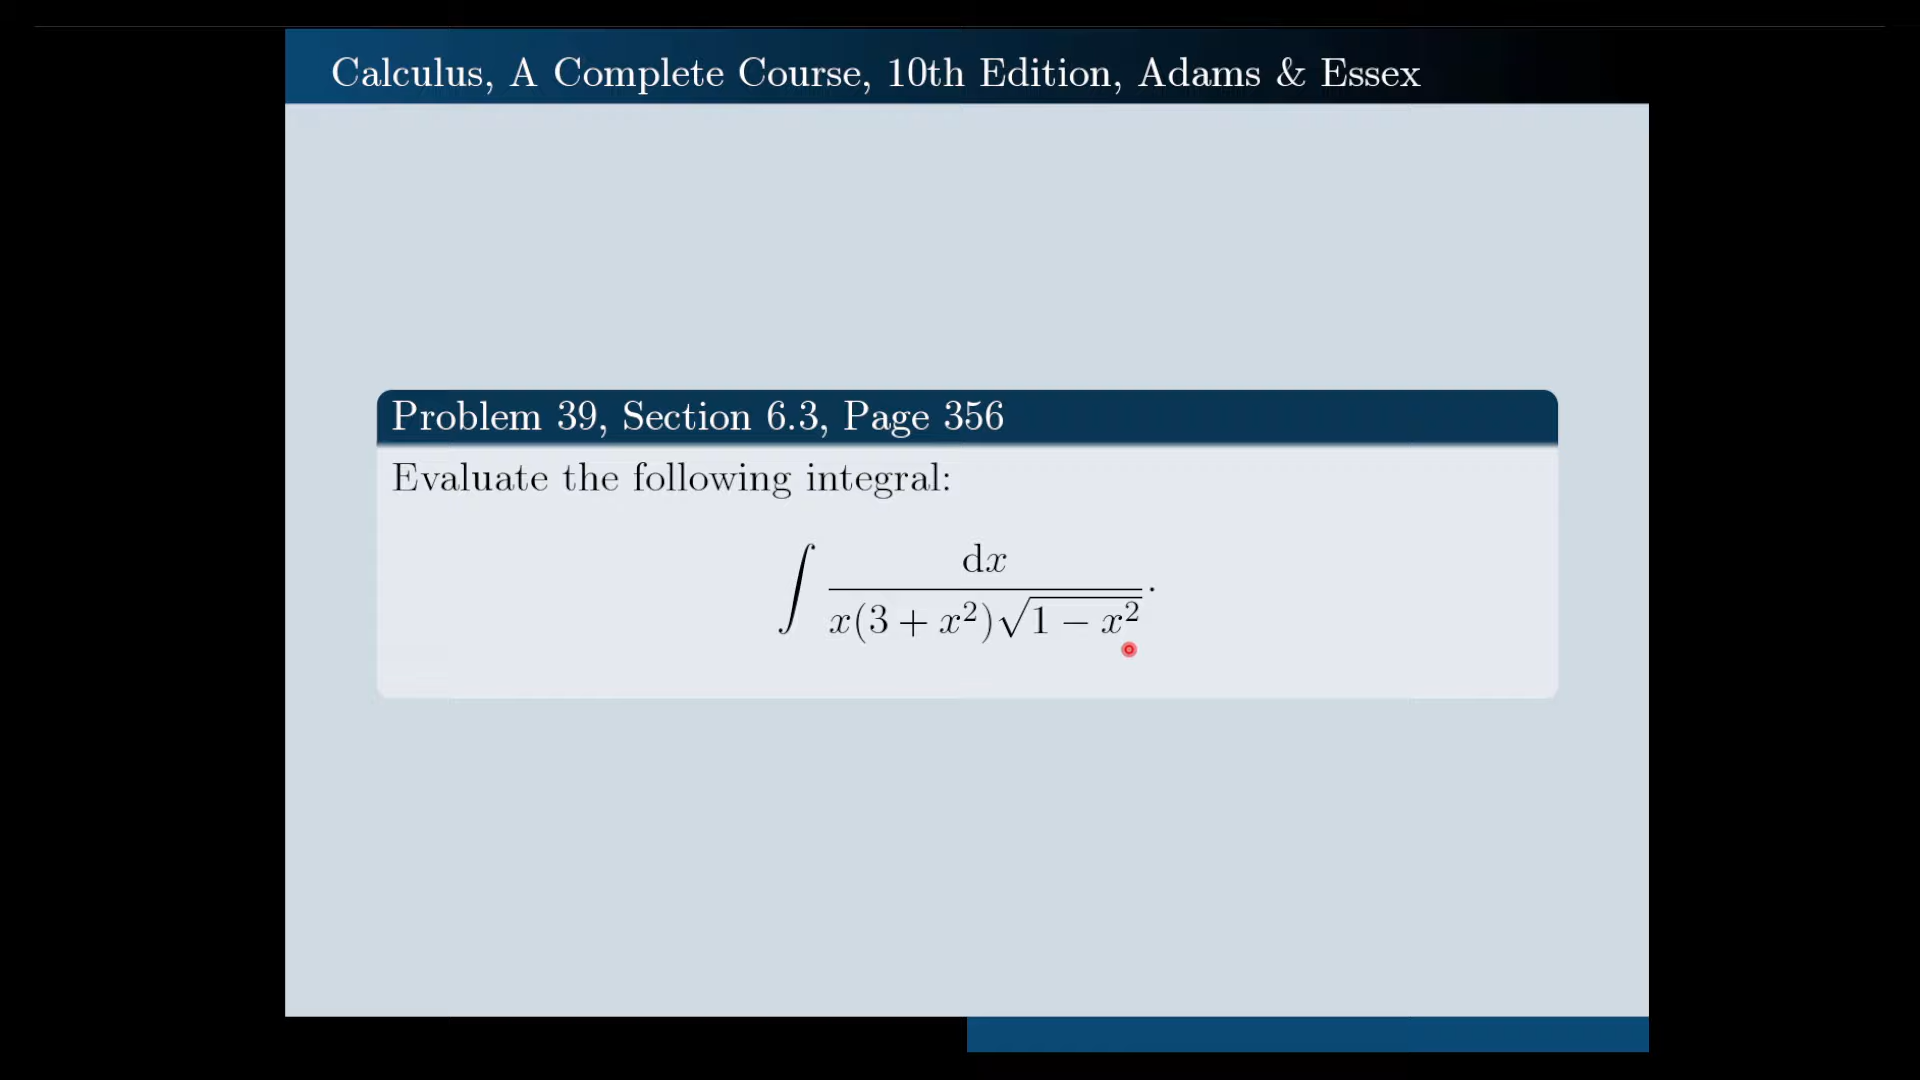 Calculus, A Complete Course, 10th Edition, Adams & Essex
Problem 39, Section 6.3, Page 356
Evaluate the following integral:
∫ dx / x(3 + x²)√(1 − x²).